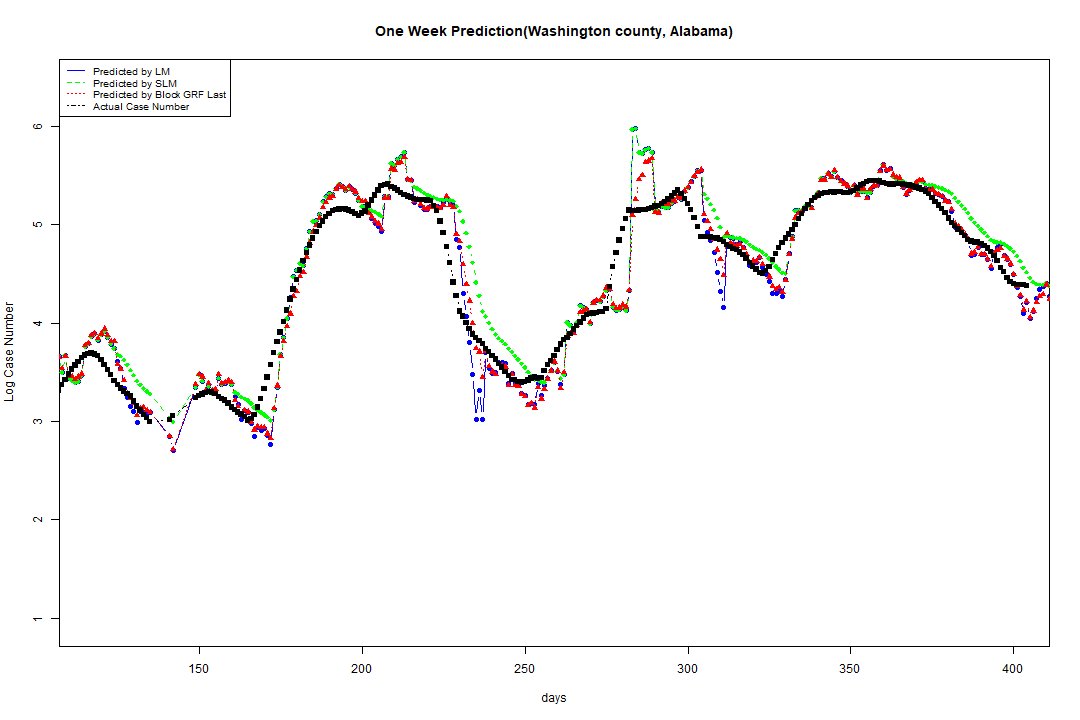 One Week Prediction(Washington county, Alabama)
Predicted by LM
Predicted by SLM
Predicted by Block GRF Last
Actual Case Number
6
5
4
3
2
1
Log Case Number
150 200 250 300 350 400
days